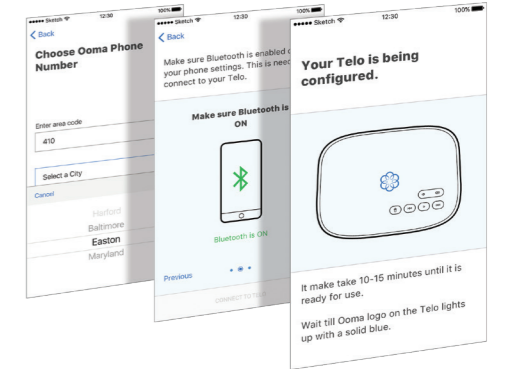 ●●●●● Sketch 12:30
Back
Choose Ooma Phone
Number
Enter area code
410
Select a City
Cancel
Harford
Baltimore
Easton
Maryland
●●●●● Sketch 12:30 100%
Back
Make sure Bluetooth is enabled
your phone settings. This is
connect to your Telo.
Make sure Bluetooth is
ON
Bluetooth is ON
Previous
CONNECT TO
●●●●● Sketch 12:30 100%
Your Telo is being
configured.
It make take 10-15 minutes until it is
ready for use.
Wait till Ooma logo on the Telo lights
up with a solid blue.